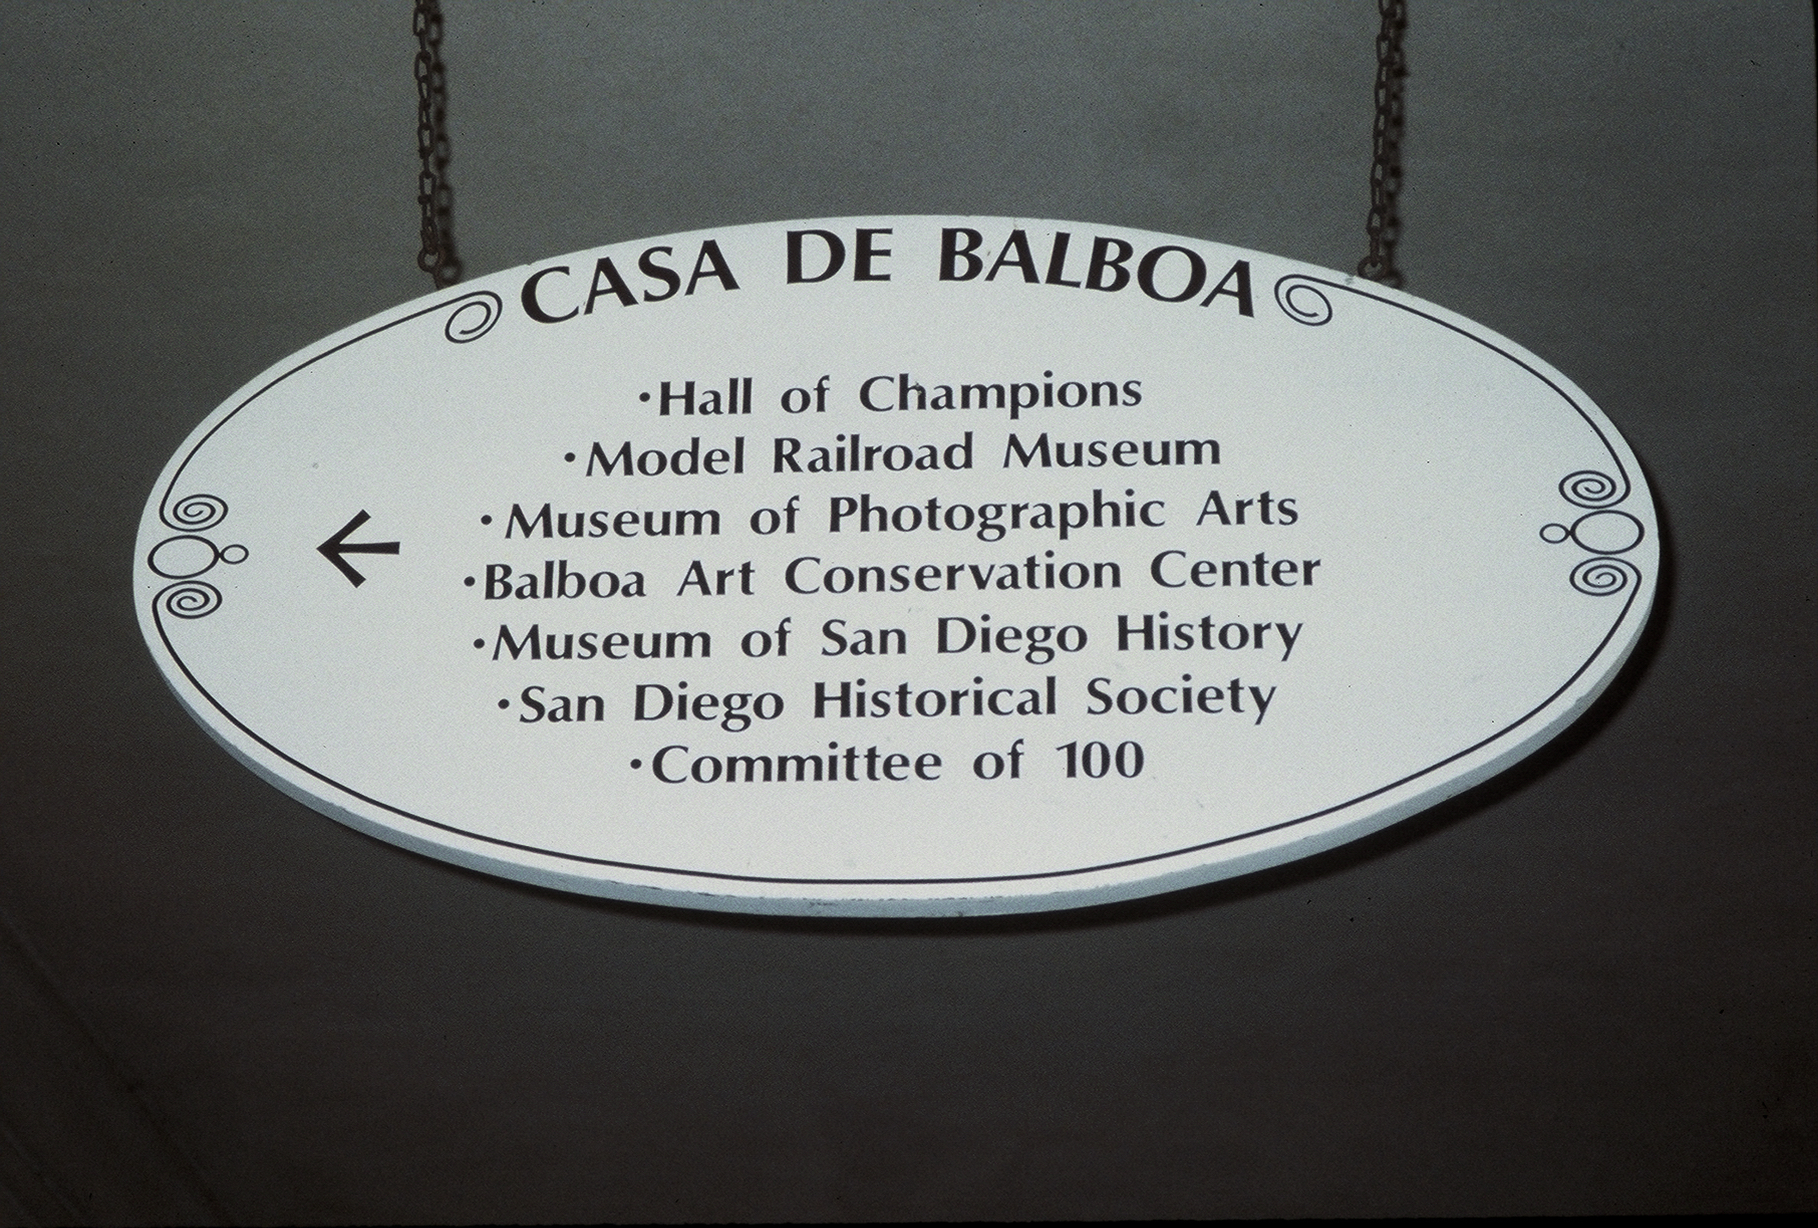 CASA DE BALBOA
·Hall of Champions
·Model Railroad Museum
·Museum of Photographic Arts
·Balboa Art Conservation Center
·Museum of San Diego History
·San Diego Historical Society
·Committee of 100